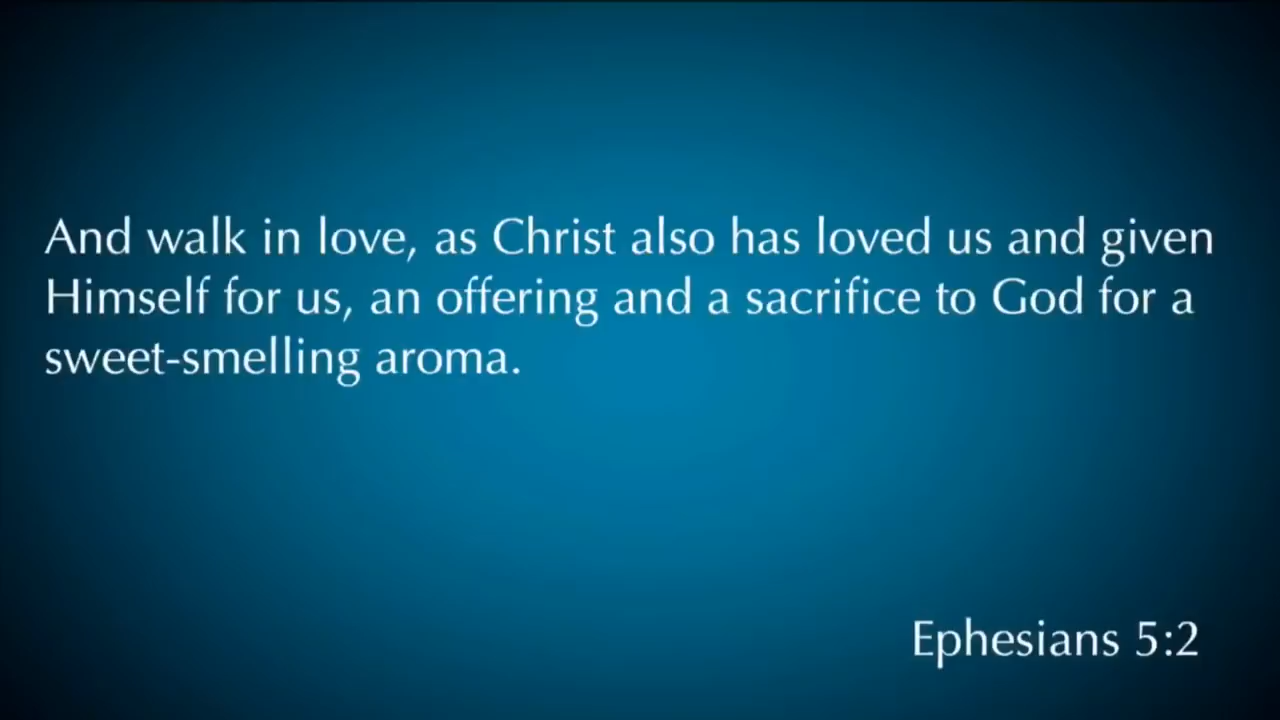 And walk in love, as Christ also has loved us and given
Himself for us, an offering and a sacrifice to God for a
sweet-smelling aroma.
Ephesians 5:2